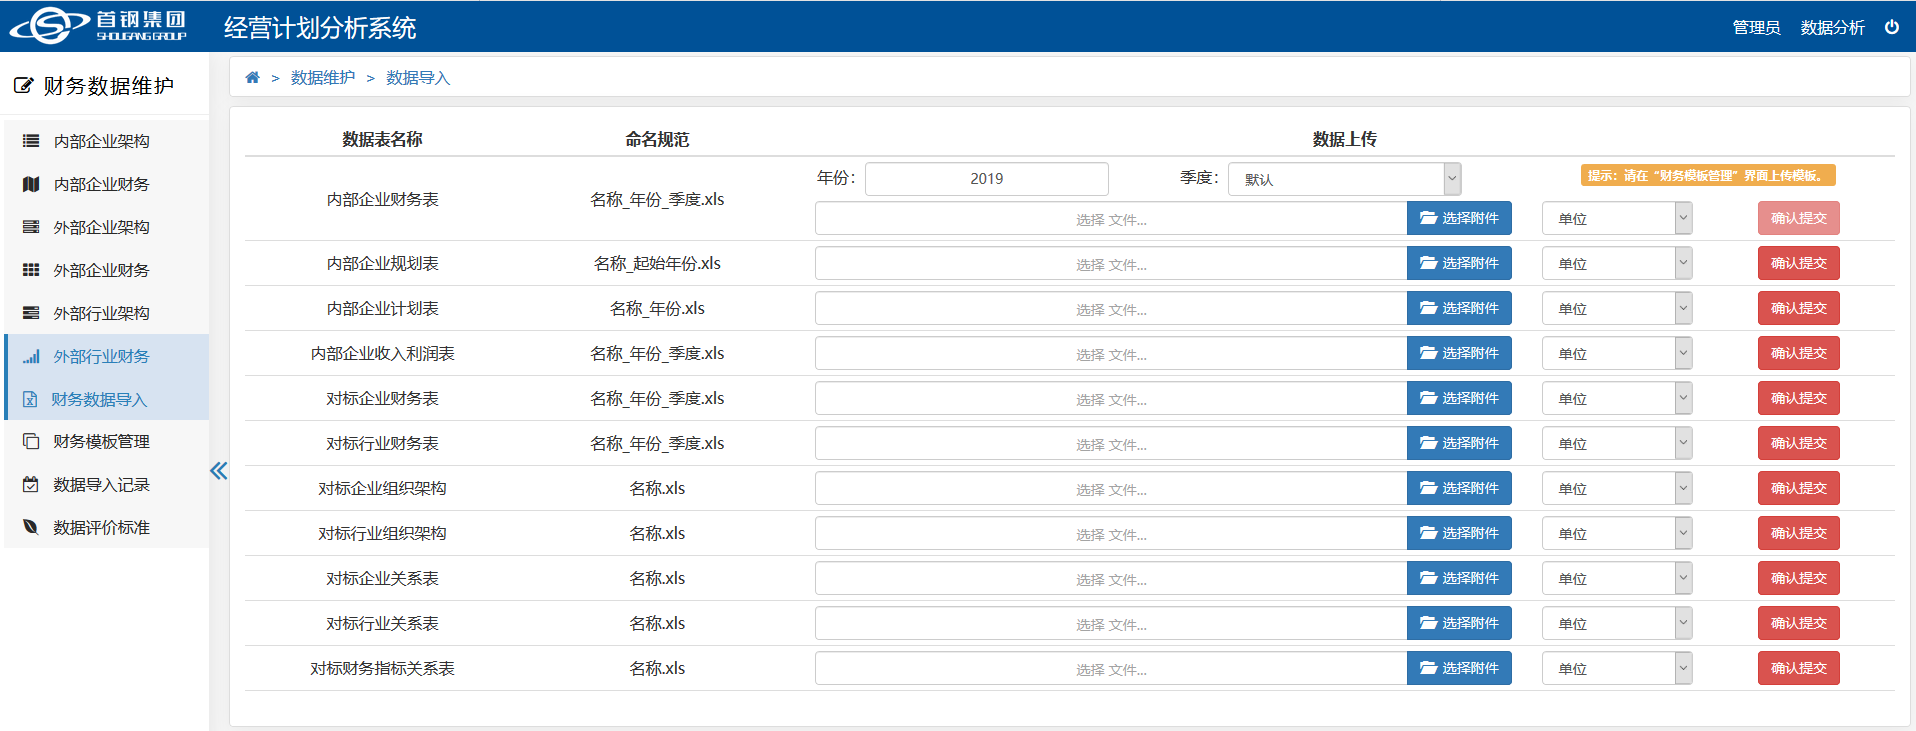 首钢集团
SHOUGANG GROUP
经营计划分析系统
管理员 数据分析
财务数据维护
内部企业架构
内部企业财务
外部企业架构
外部企业财务
外部行业架构
外部行业财务
财务数据导入
财务模板管理
数据导入记录
数据评价标准
> 数据维护 > 数据导入
数据表名称 命名规范 数据上传
年份： 2019 季度： 默认 提示：请在“财务模板管理”界面上传模板。
内部企业财务表 名称_年份_季度.xls
选择 文件... 选择附件 单位 确认提交
内部企业规划表 名称_起始年份.xls 选择 文件... 选择附件 单位 确认提交
内部企业计划表 名称_年份.xls 选择 文件... 选择附件 单位 确认提交
内部企业收入利润表 名称_年份_季度.xls 选择 文件... 选择附件 单位 确认提交
对标企业财务表 名称_年份_季度.xls 选择 文件... 选择附件 单位 确认提交
对标行业财务表 名称_年份_季度.xls 选择 文件... 选择附件 单位 确认提交
对标企业组织架构 名称.xls 选择 文件... 选择附件 单位 确认提交
对标行业组织架构 名称.xls 选择 文件... 选择附件 单位 确认提交
对标企业关系表 名称.xls 选择 文件... 选择附件 单位 确认提交
对标行业关系表 名称.xls 选择 文件... 选择附件 单位 确认提交
对标财务指标关系表 名称.xls 选择 文件... 选择附件 单位 确认提交